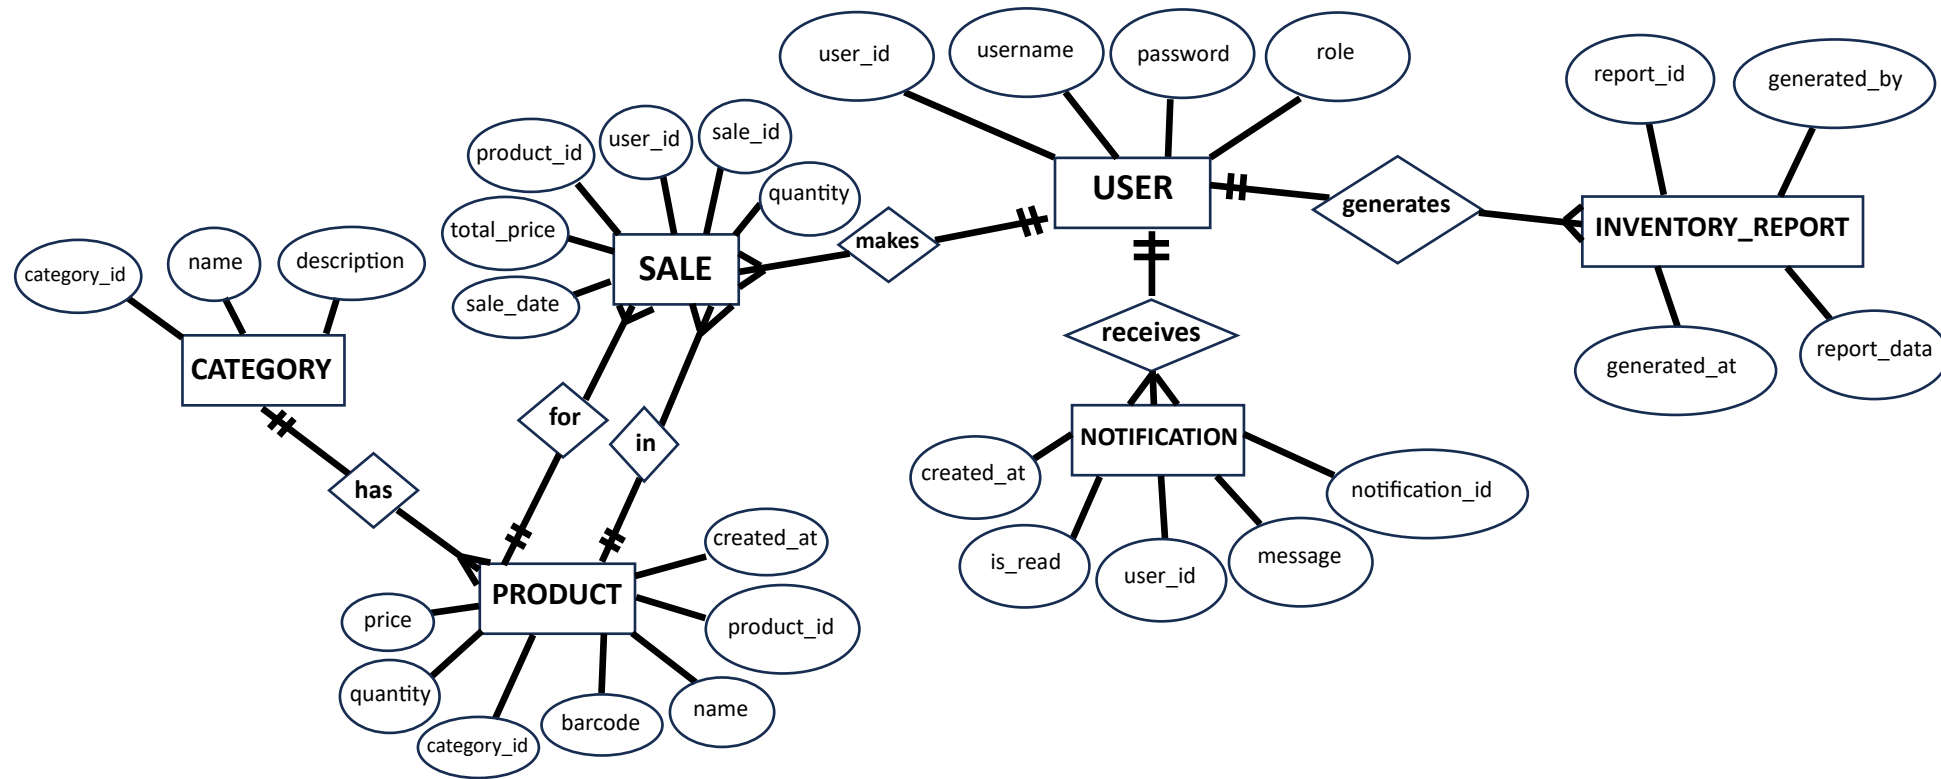 user_id
username
password
role
report_id
generated_by
product_id
user_id
sale_id
quantity
total_price
sale_date
SALE
makes
USER
generates
INVENTORY_REPORT
category_id
name
description
CATEGORY
receives
generated_at
report_data
for
in
has
NOTIFICATION
created_at
is_read
user_id
message
notification_id
PRODUCT
created_at
product_id
price
quantity
category_id
barcode
name